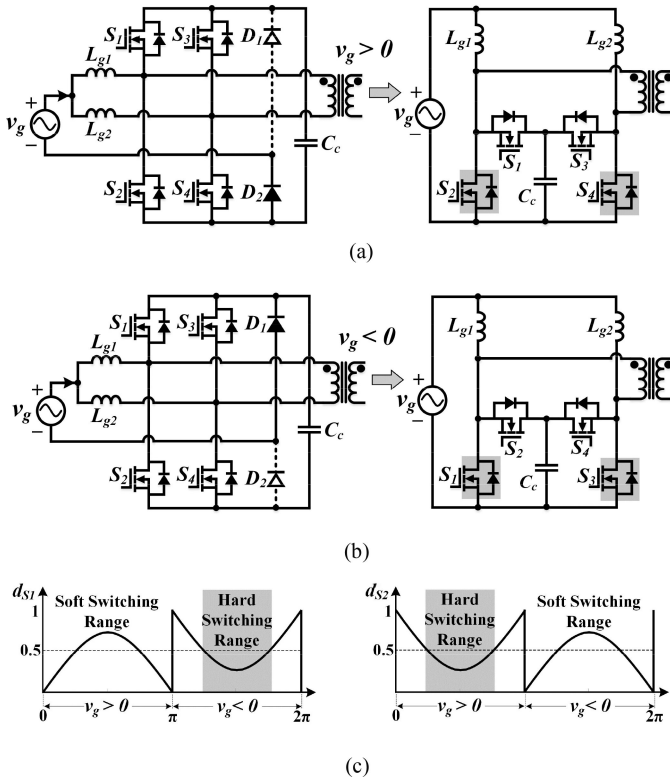 S1 S3 D1
Lg1
vg
Lg2
S2 S4 D2
Cc
+
−
vg > 0
Lg1 Lg2
+
vg
−
S1 S3
S2 S4
Cc
(a)
S1 S3 D1
Lg1
+
vg
−
Lg2
S2 S4 D2
Cc
vg < 0
Lg1 Lg2
+
vg
−
S2 S4
S1 S3
Cc
(b)
dS1
1
0.5
Soft Switching
Range
Hard
Switching
Range
0 vg > 0 π vg < 0 2π
dS2
1
0.5
Hard
Switching
Range
Soft Switching
Range
0 vg > 0 π vg < 0 2π
(c)